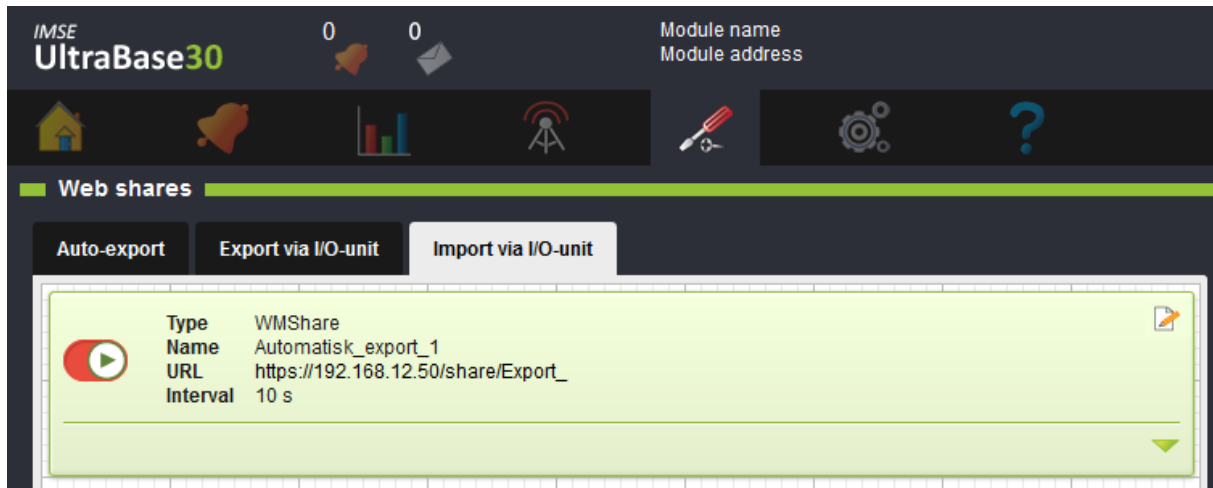 IMSE
UltraBase30
0
0
Module name
Module address
?
Web shares
Auto-export
Export via I/O-unit
Import via I/O-unit
Type WMShare
Name Automatisk_export_1
URL https://192.168.12.50/share/Export_
Interval 10 s